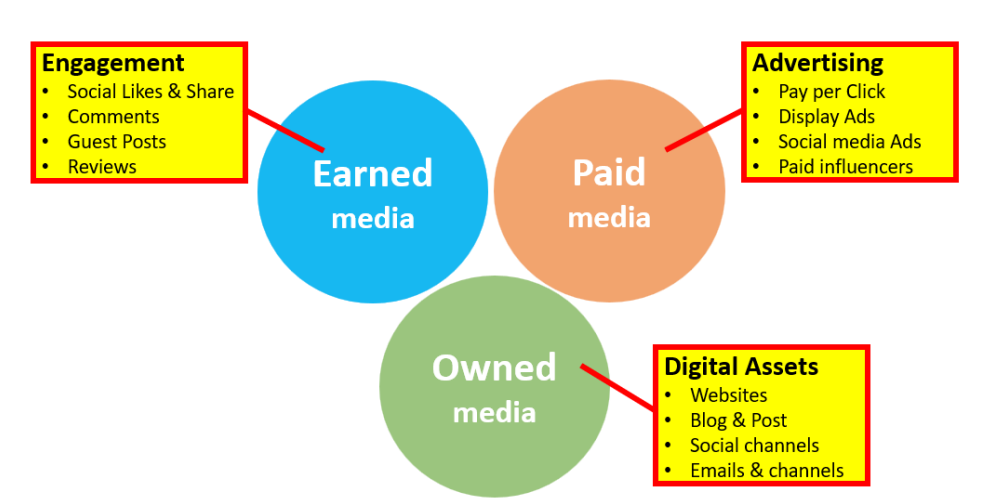 Engagement
• Social Likes & Share
• Comments
• Guest Posts
• Reviews
Advertising
• Pay per Click
• Display Ads
• Social media Ads
• Paid influencers
Earned
media
Paid
media
Owned
media
Digital Assets
• Websites
• Blog & Post
• Social channels
• Emails & channels